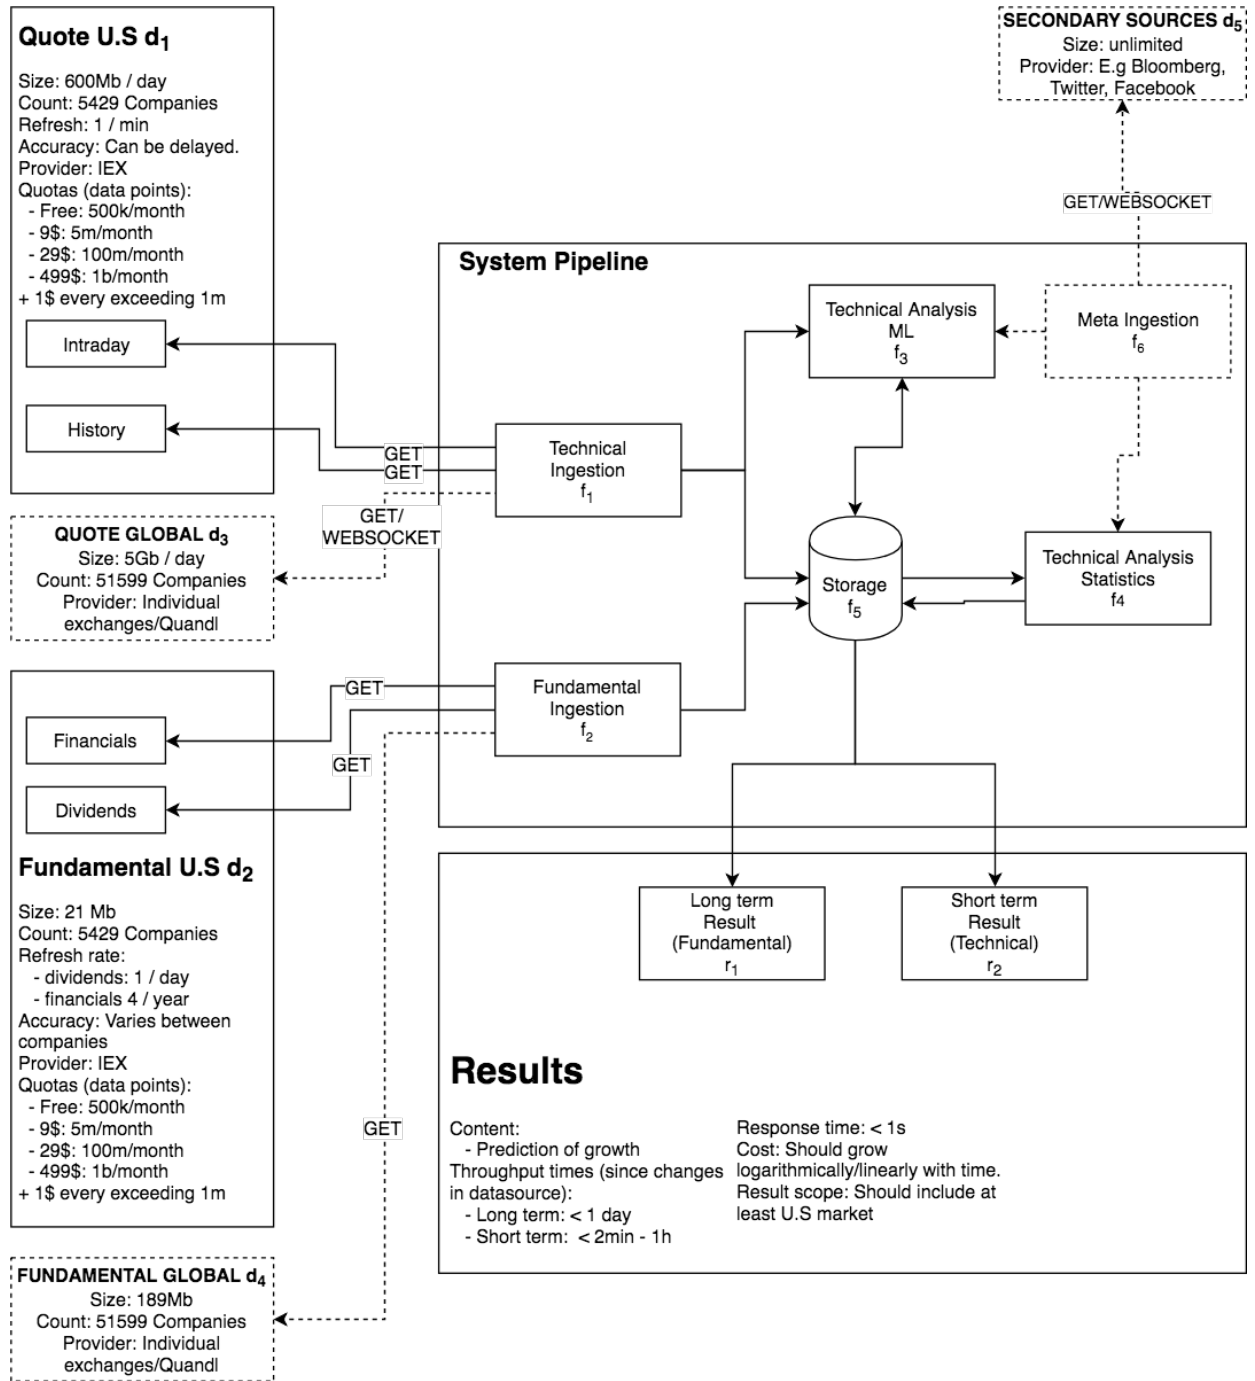 Quote U.S d1
Size: 600Mb / day
Count: 5429 Companies
Refresh: 1 / min
Accuracy: Can be delayed.
Provider: IEX
Quotas (data points):
- Free: 500k/month
- 9$: 5m/month
- 29$: 100m/month
- 499$: 1b/month
+ 1$ every exceeding 1m
Intraday
History
QUOTE GLOBAL d3
Size: 5Gb / day
Count: 51599 Companies
Provider: Individual
exchanges/Quandl
Financials
Dividends
Fundamental U.S d2
Size: 21 Mb
Count: 5429 Companies
Refresh rate:
- dividends: 1 / day
- financials 4 / year
Accuracy: Varies between
companies
Provider: IEX
Quotas (data points):
- Free: 500k/month
- 9$: 5m/month
- 29$: 100m/month
- 499$: 1b/month
+ 1$ every exceeding 1m
FUNDAMENTAL GLOBAL d4
Size: 189Mb
Count: 51599 Companies
Provider: Individual
exchanges/Quandl
GET
GET
GET/
WEBSOCKET
GET
GET
GET
SECONDARY SOURCES d5
Size: unlimited
Provider: E.g Bloomberg,
Twitter, Facebook
GET/WEBSOCKET
System Pipeline
Technical Analysis
ML
f3
Meta Ingestion
f6
Technical
Ingestion
f1
Storage
f5
Technical Analysis
Statistics
f4
Fundamental
Ingestion
f2
Long term
Result
(Fundamental)
r1
Short term
Result
(Technical)
r2
Results
Content:
- Prediction of growth
Throughput times (since changes
in datasource):
- Long term: < 1 day
- Short term: < 2min - 1h
Response time: < 1s
Cost: Should grow
logarithmically/linearly with time.
Result scope: Should include at
least U.S market